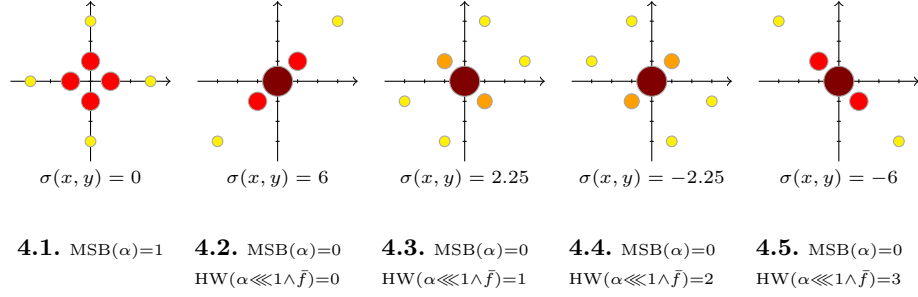 σ(x, y) = 0 σ(x, y) = 6 σ(x, y) = 2.25 σ(x, y) = −2.25 σ(x, y) = −6
4.1. MSB(α)=1 4.2. MSB(α)=0 4.3. MSB(α)=0 4.4. MSB(α)=0 4.5. MSB(α)=0
HW(α⋘1∧f̄)=0 HW(α⋘1∧f̄)=1 HW(α⋘1∧f̄)=2 HW(α⋘1∧f̄)=3